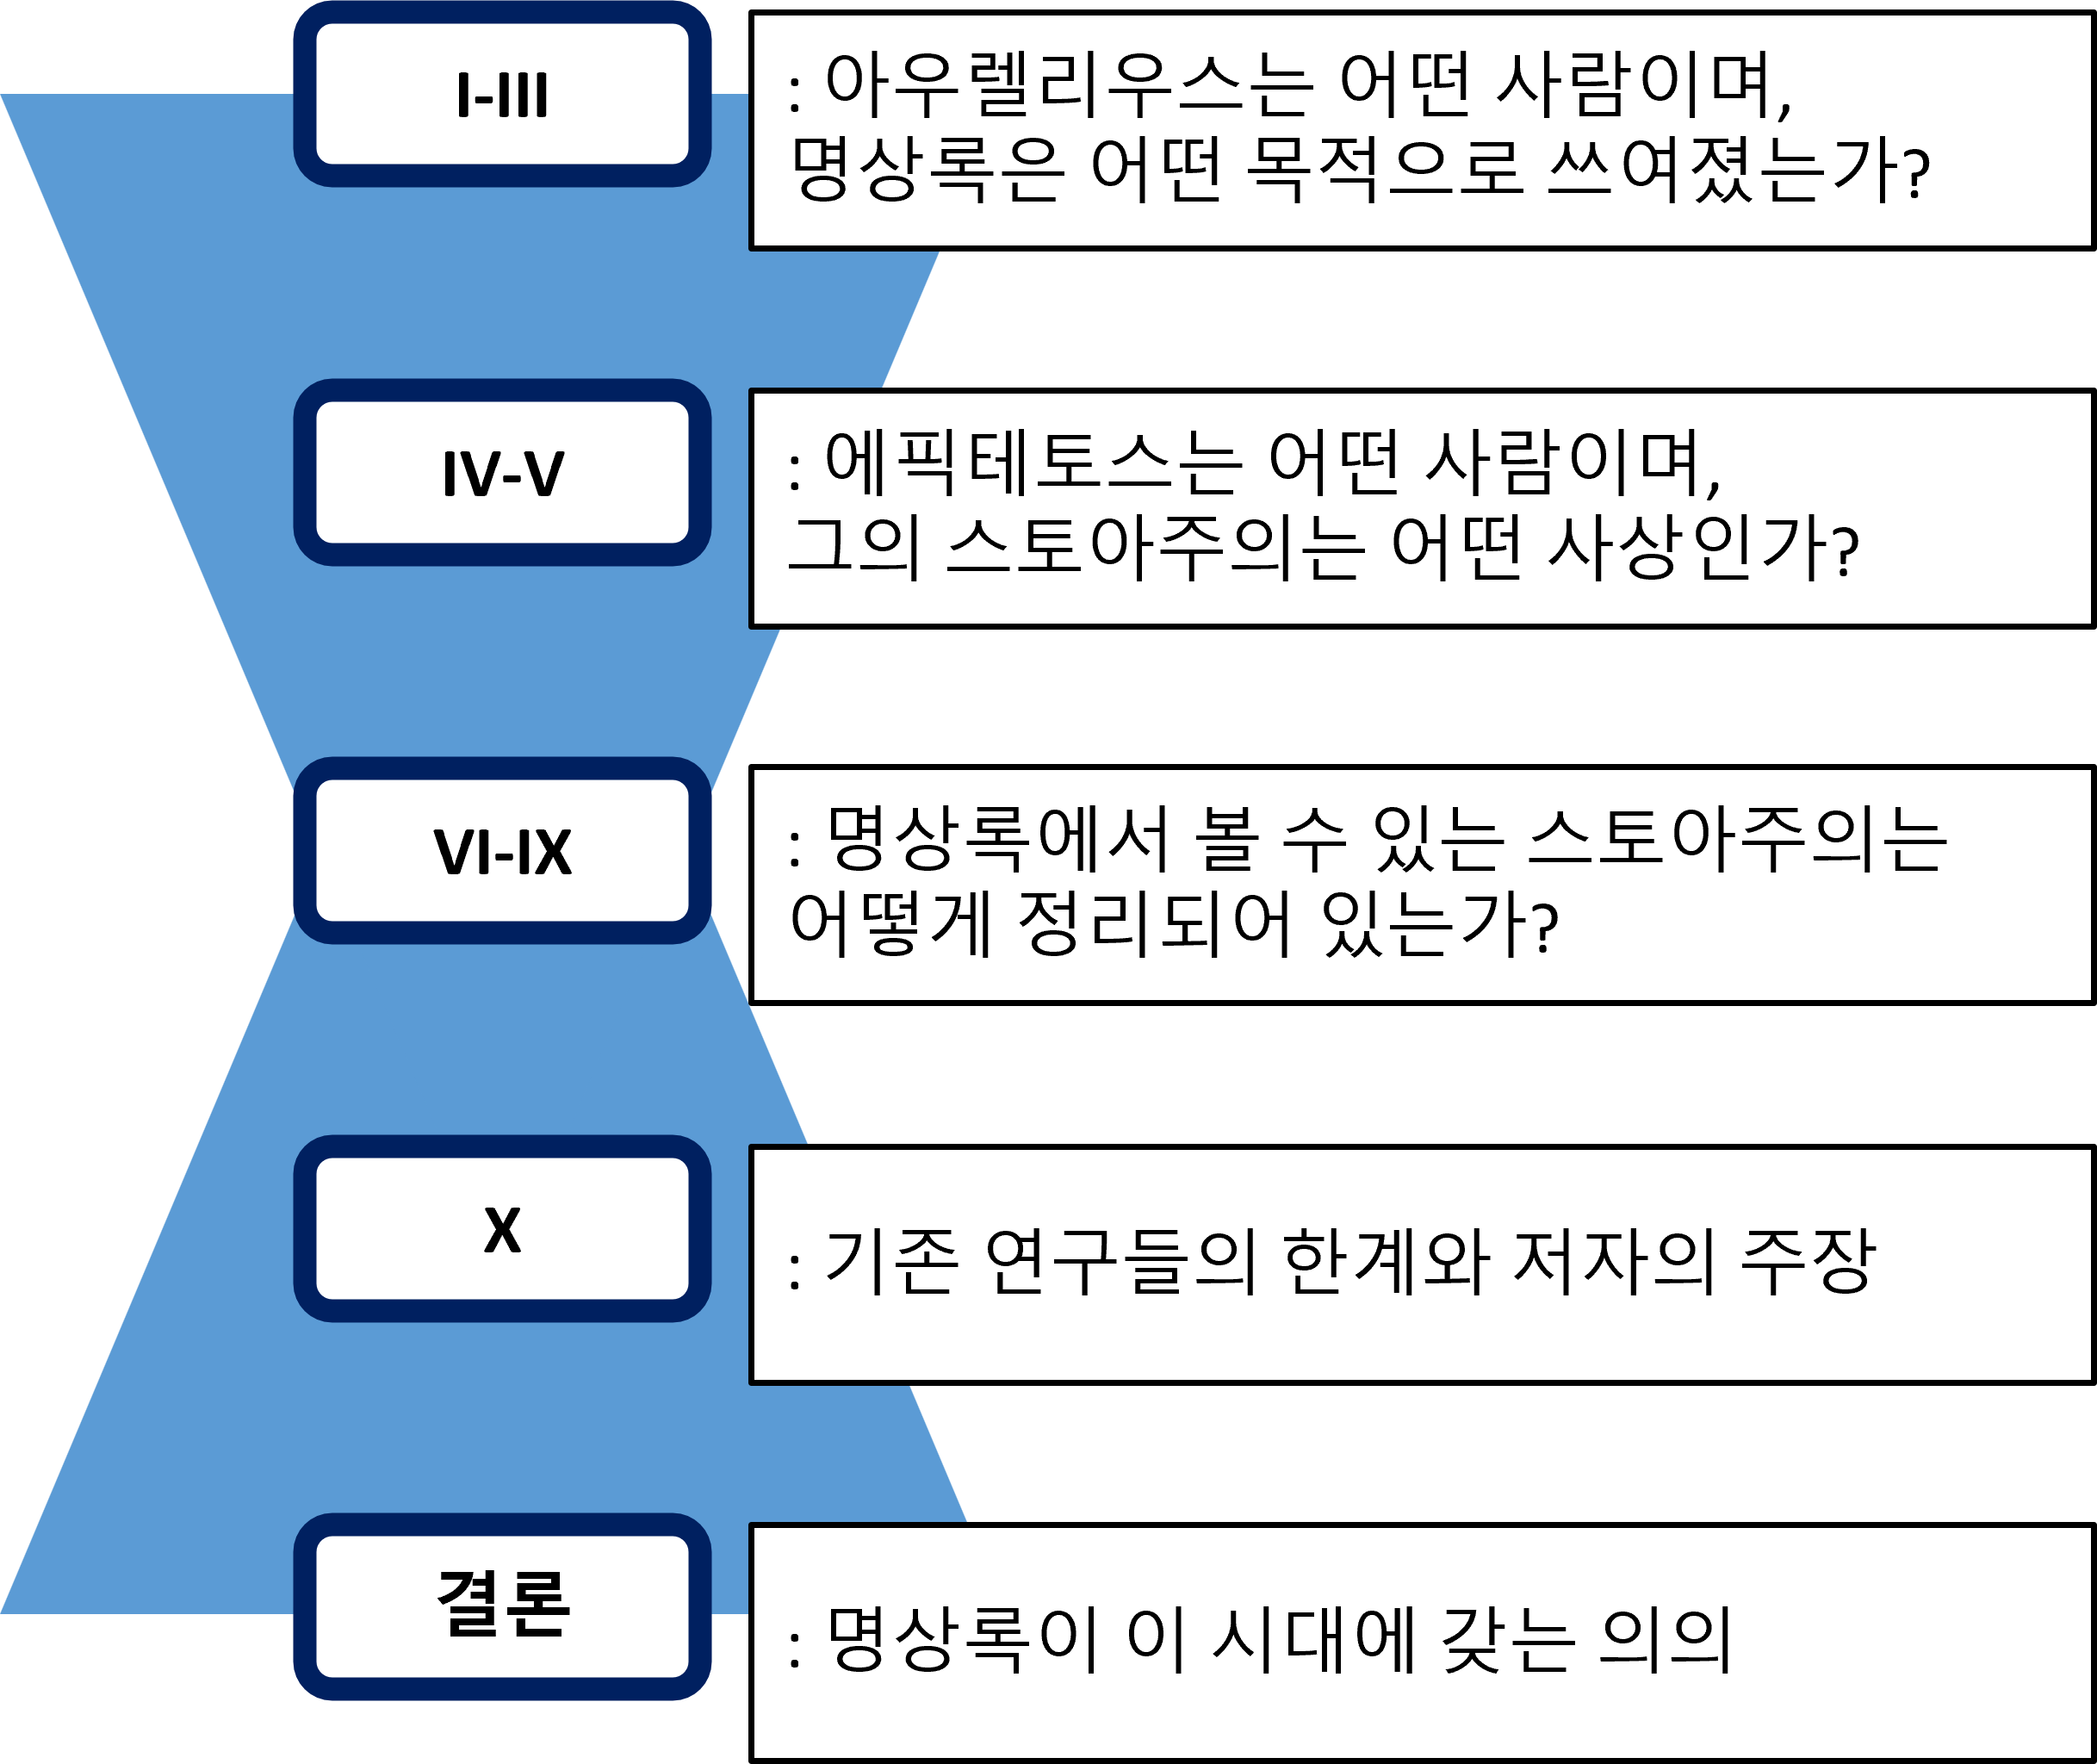 I-III
: 아우렐리우스는 어떤 사람이며,
명상록은 어떤 목적으로 쓰여졌는가?
IV-V
: 에픽테토스는 어떤 사람이며,
그의 스토아주의는 어떤 사상인가?
VI-IX
: 명상록에서 볼 수 있는 스토아주의는
어떻게 정리되어 있는가?
X
: 기존 연구들의 한계와 저자의 주장
결론
: 명상록이 이 시대에 갖는 의의